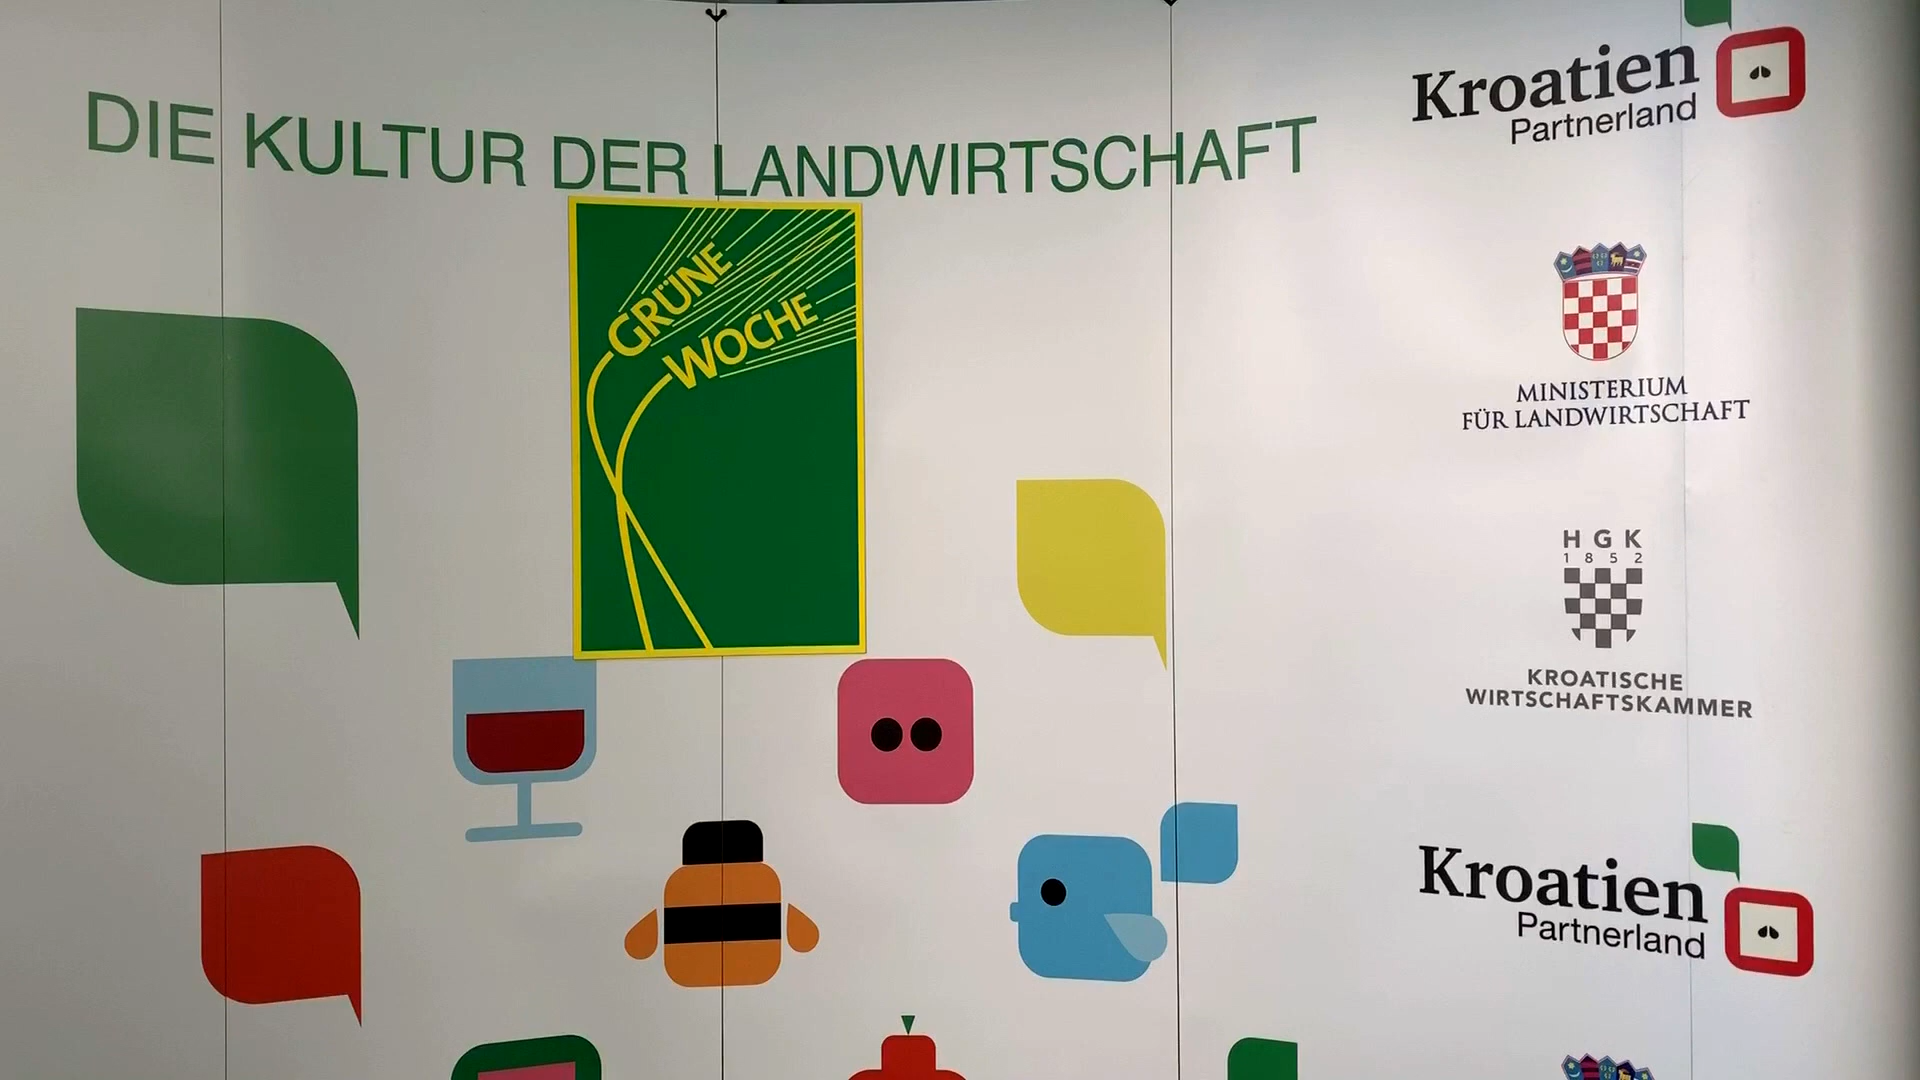 DIE KULTUR DER LANDWIRTSCHAFT
GRÜNE
WOCHE
Kroatien
Partnerland
MINISTERIUM
FÜR LANDWIRTSCHAFT
HGK
1852
KROATISCHE
WIRTSCHAFTSKAMMER
Kroatien
Partnerland